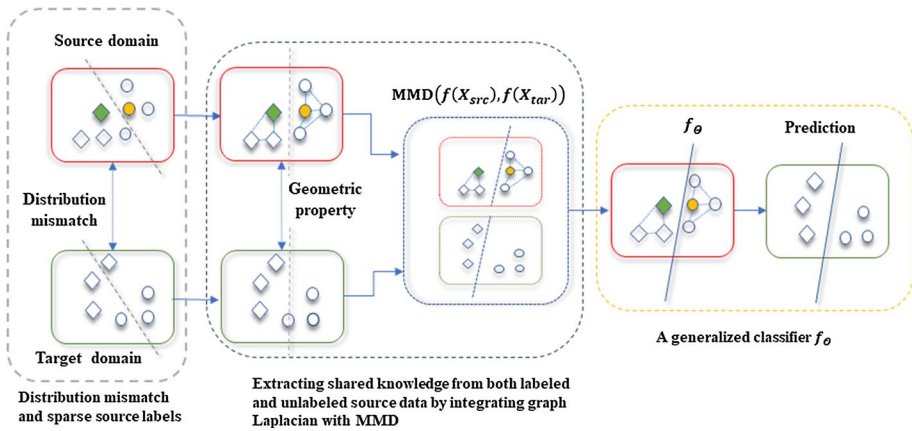 Source domain
Distribution
mismatch
Target domain
Distribution mismatch
and sparse source labels
Geometric
property
MMD(f(X_src), f(X_tar))
Extracting shared knowledge from both labeled
and unlabeled source data by integrating graph
Laplacian with MMD
f_Θ
Prediction
A generalized classifier f_Θ